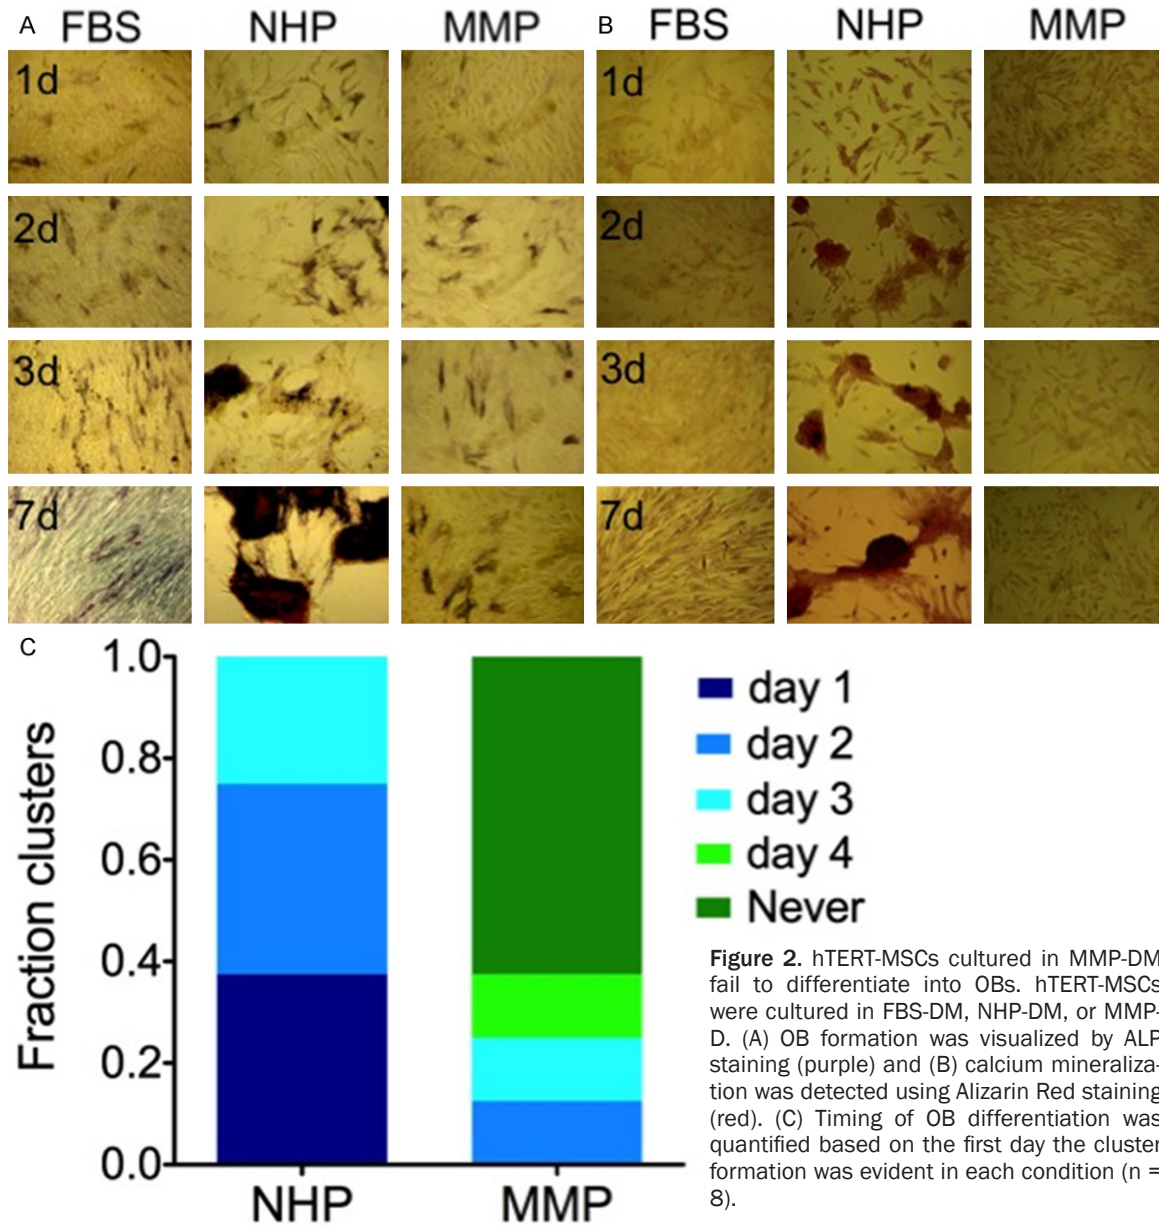 A FBS NHP MMP B FBS NHP MMP
1d 1d
2d 2d
3d 3d
7d 7d
C
Fraction clusters
1.0
0.8
0.6
0.4
0.2
0.0
NHP MMP
day 1
day 2
day 3
day 4
Never
Figure 2. hTERT-MSCs cultured in MMP-DM
fail to differentiate into OBs. hTERT-MSCs
were cultured in FBS-DM, NHP-DM, or MMP-
D. (A) OB formation was visualized by ALP
staining (purple) and (B) calcium mineraliza-
tion was detected using Alizarin Red staining
(red). (C) Timing of OB differentiation was
quantified based on the first day the cluster
formation was evident in each condition (n =
8).